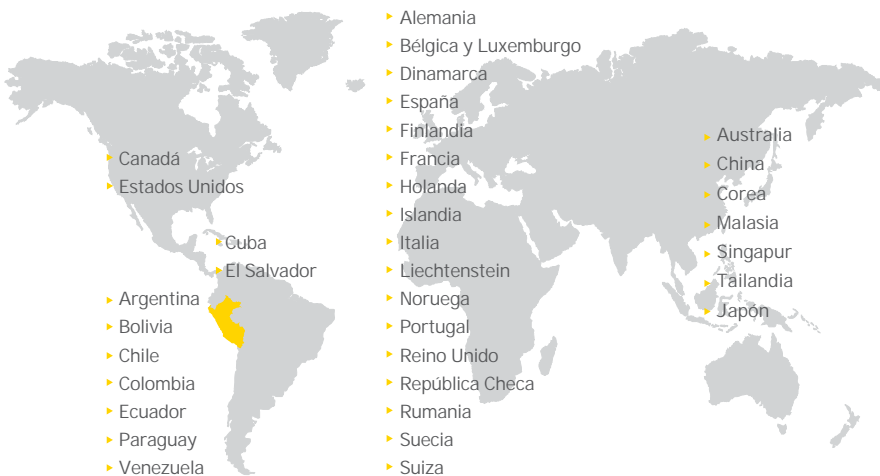 Canadá
Estados Unidos
Cuba
El Salvador
Argentina
Bolivia
Chile
Colombia
Ecuador
Paraguay
Venezuela
Alemania
Bélgica y Luxemburgo
Dinamarca
España
Finlandia
Francia
Holanda
Islandia
Italia
Liechtenstein
Noruega
Portugal
Reino Unido
República Checa
Rumania
Suecia
Suiza
Australia
China
Corea
Malasia
Singapur
Tailandia
Japón